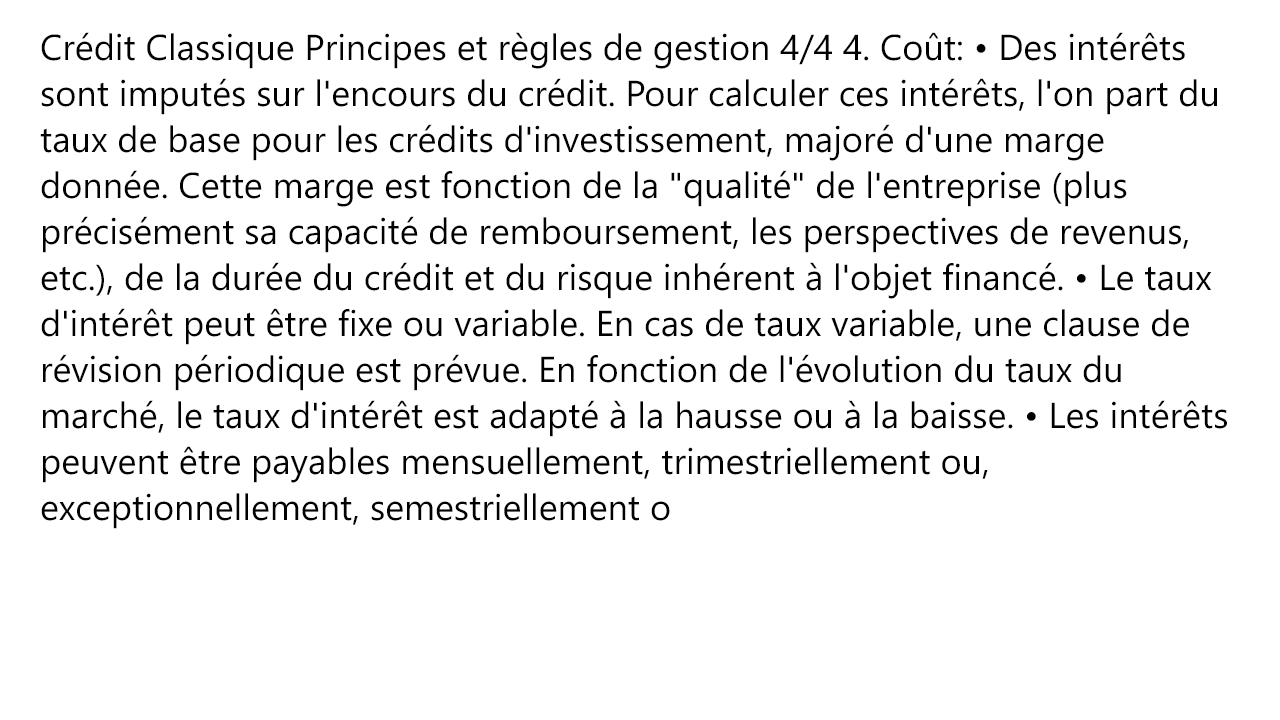 Crédit Classique Principes et règles de gestion 4/4 4. Coût: • Des intérêts
sont imputés sur l'encours du crédit. Pour calculer ces intérêts, l'on part du
taux de base pour les crédits d'investissement, majoré d'une marge
donnée. Cette marge est fonction de la "qualité" de l'entreprise (plus
précisément sa capacité de remboursement, les perspectives de revenus,
etc.), de la durée du crédit et du risque inhérent à l'objet financé. • Le taux
d'intérêt peut être fixe ou variable. En cas de taux variable, une clause de
révision périodique est prévue. En fonction de l'évolution du taux du
marché, le taux d'intérêt est adapté à la hausse ou à la baisse. • Les intérêts
peuvent être payables mensuellement, trimestriellement ou,
exceptionnellement, semestriellement o